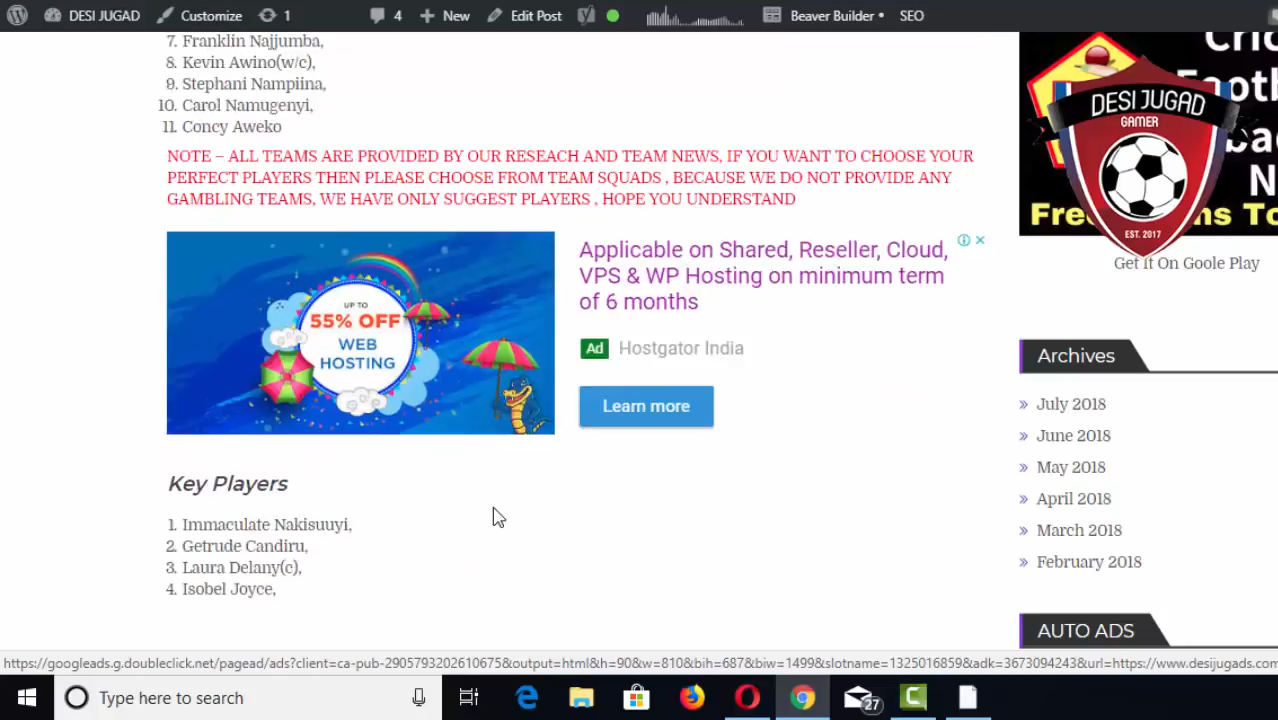 DESI JUGAD
Customize
1
4
New
Edit Post
Beaver Builder
SEO
7. Franklin Najjumba,
8. Kevin Awino(w/c),
9. Stephani Nampiina,
10. Carol Namugenyi,
11. Concy Aweko
NOTE – ALL TEAMS ARE PROVIDED BY OUR RESEACH AND TEAM NEWS, IF YOU WANT TO CHOOSE YOUR
PERFECT PLAYERS THEN PLEASE CHOOSE FROM TEAM SQUADS , BECAUSE WE DO NOT PROVIDE ANY
GAMBLING TEAMS, WE HAVE ONLY SUGGEST PLAYERS , HOPE YOU UNDERSTAND
UP TO
55% OFF
WEB
HOSTING
Applicable on Shared, Reseller, Cloud,
VPS & WP Hosting on minimum term
of 6 months
Ad Hostgator India
Learn more
Key Players
1. Immaculate Nakisuuyi,
2. Getrude Candiru,
3. Laura Delany(c),
4. Isobel Joyce,
DESI JUGAD
GAMER
EST. 2017
Get It On Goole Play
Archives
July 2018
June 2018
May 2018
April 2018
March 2018
February 2018
AUTO ADS
https://googleads.g.doubleclick.net/pagead/ads?client=ca-pub-2905793202610675&output=html&h=90&w=810&bih=687&biw=1499&slotname=1325016859&adk=3673094243&url=https://www.desijugads.com
Type here to search
27